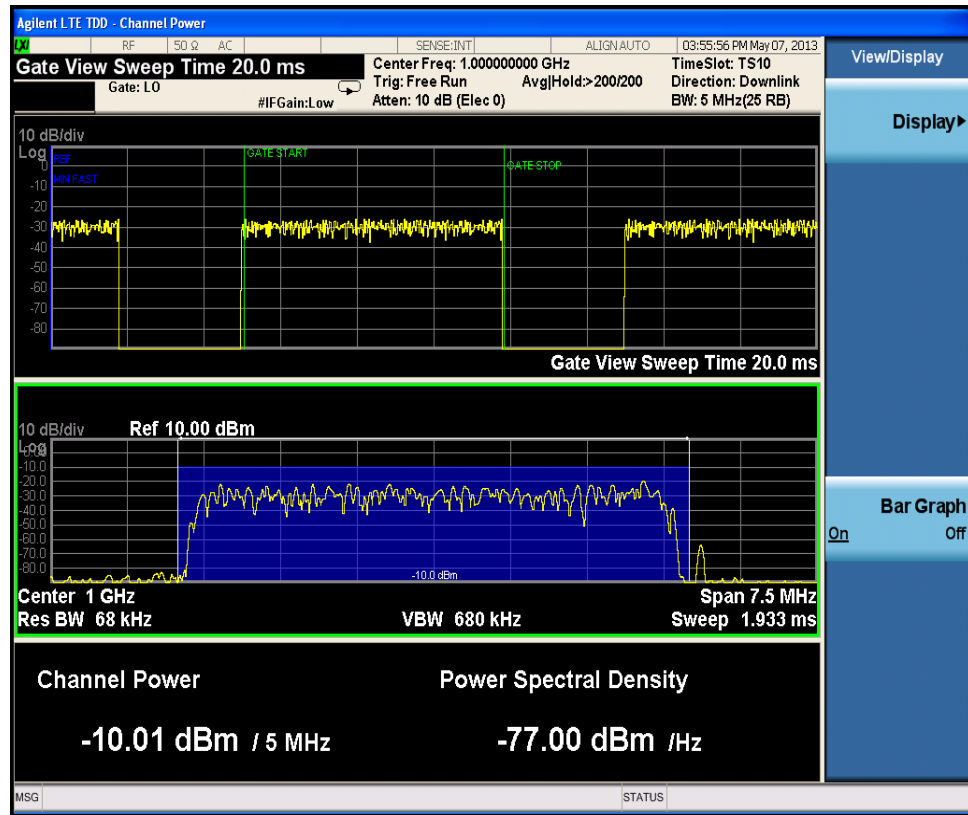 Agilent LTE TDD - Channel Power
LXI RF 50 Ω AC SENSE:INT ALIGN AUTO 03:55:56 PM May 07, 2013
Gate View Sweep Time 20.0 ms
Gate: LO
#IFGain:Low
Center Freq: 1.000000000 GHz
Trig: Free Run Avg|Hold:>200/200
Atten: 10 dB (Elec 0)
TimeSlot: TS10
Direction: Downlink
BW: 5 MHz(25 RB)
View/Display
Display
10 dB/div
Log
REF
GATE START
GATE STOP
MIN FAST
0
-10
-20
-30
-40
-50
-60
-70
-80
Gate View Sweep Time 20.0 ms
10 dB/div Ref 10.00 dBm
Log
0.00
-10.0
-20.0
-30.0
-40.0
-50.0
-60.0
-70.0
-80.0
-10.0 dBm
Center 1 GHz Span 7.5 MHz
Res BW 68 kHz VBW 680 kHz Sweep 1.933 ms
Bar Graph
On Off
Channel Power Power Spectral Density
-10.01 dBm / 5 MHz -77.00 dBm /Hz
MSG STATUS